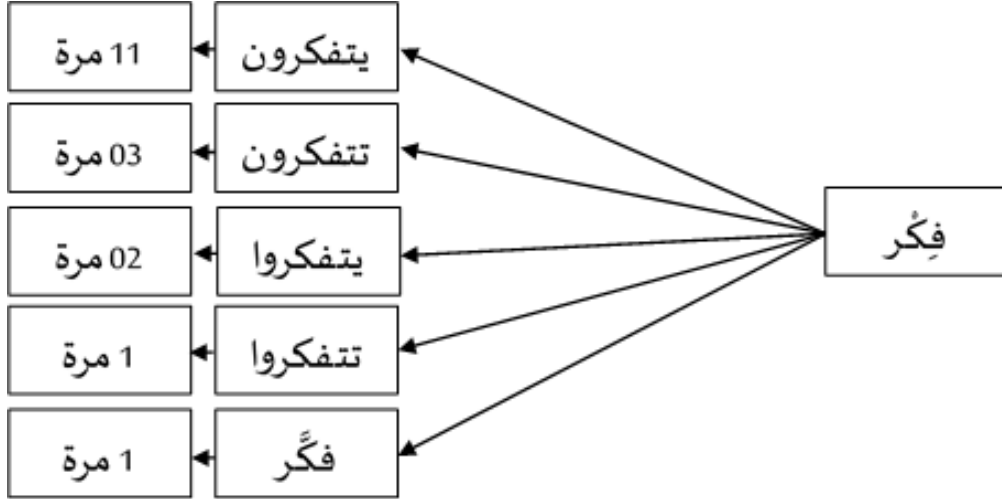 فِكْر
يتفكرون
11 مرة
تتفكرون
03 مرة
يتفكروا
02 مرة
تتفكروا
1 مرة
فكَّر
1 مرة